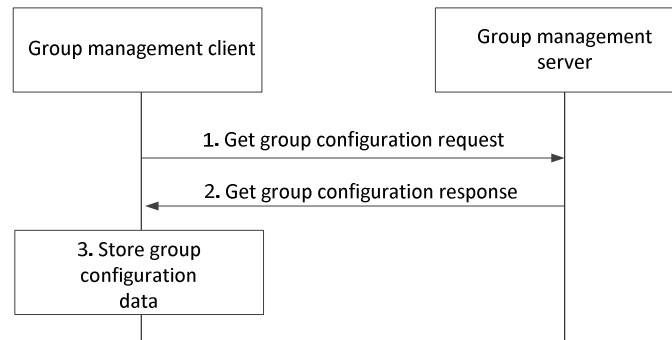 Group management client
Group management
server
1. Get group configuration request
2. Get group configuration response
3. Store group
configuration
data